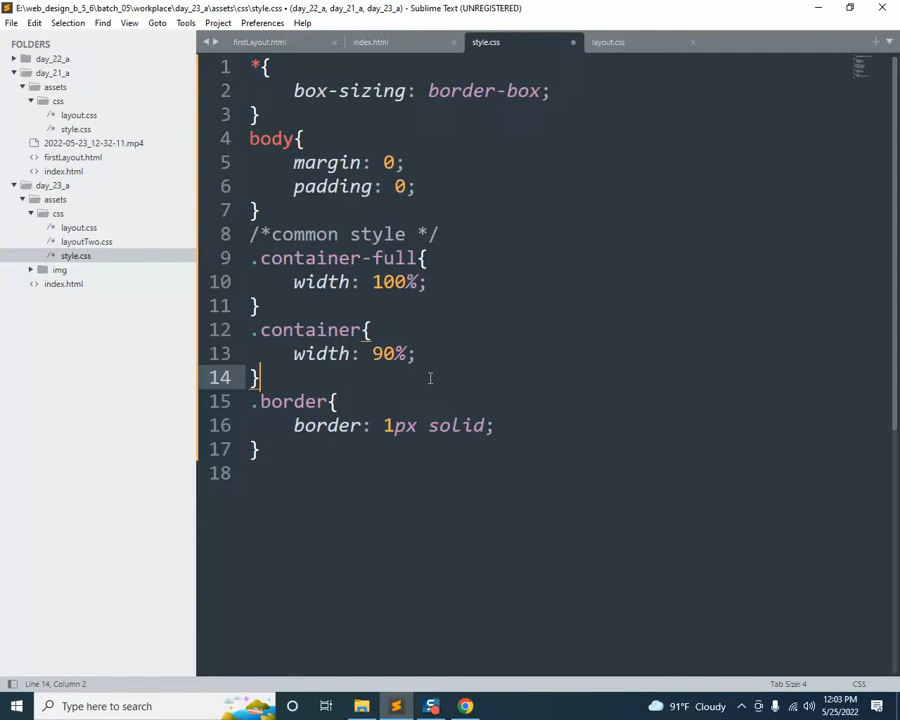 E:\web_design_b_5_6\batch_05\workplace\day_23_a\assets\css\style.css • (day_22_a, day_21_a, day_23_a) - Sublime Text (UNREGISTERED)
File Edit Selection Find View Goto Tools Project Preferences Help
FOLDERS
day_22_a
day_21_a
assets
css
layout.css
style.css
2022-05-23_12-32-11.mp4
firstLayout.html
index.html
day_23_a
assets
css
layout.css
layoutTwo.css
style.css
img
index.html
firstLayout.html × index.html × style.css • layout.css ×
1 *{
2 box-sizing: border-box;
3 }
4 body{
5 margin: 0;
6 padding: 0;
7 }
8 /*common style */
9 .container-full{
10 width: 100%;
11 }
12 .container{
13 width: 90%;
14 }
15 .border{
16 border: 1px solid;
17 }
18
Line 14, Column 2 Tab Size: 4 CSS
Type here to search 91°F Cloudy 12:03 PM
5/25/2022